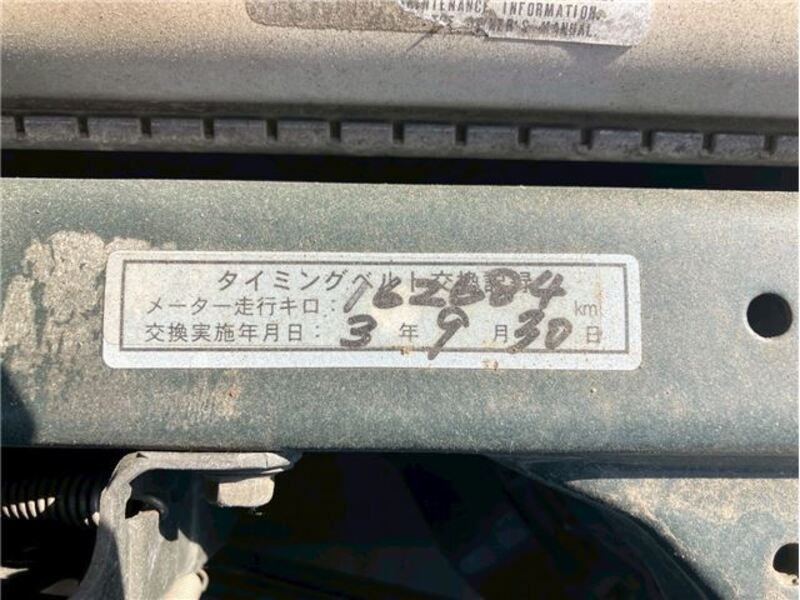 MAINTENANCE INFORMATION.
OWNER'S MANUAL.
タイミングベルト交換記録
メーター走行キロ：162684 km
交換実施年月日：3 年 9 月 30 日